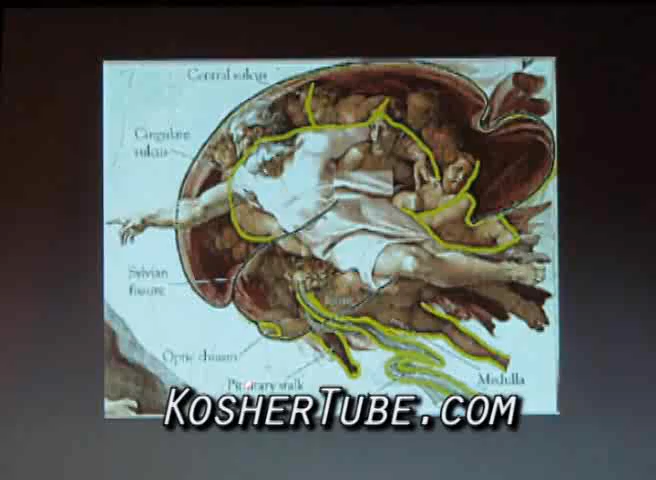 Central sulcus
Cingulate
sulcus
Sylvian
fissure
Optic chiasm
Pituitary stalk
Medulla
KosherTube.com